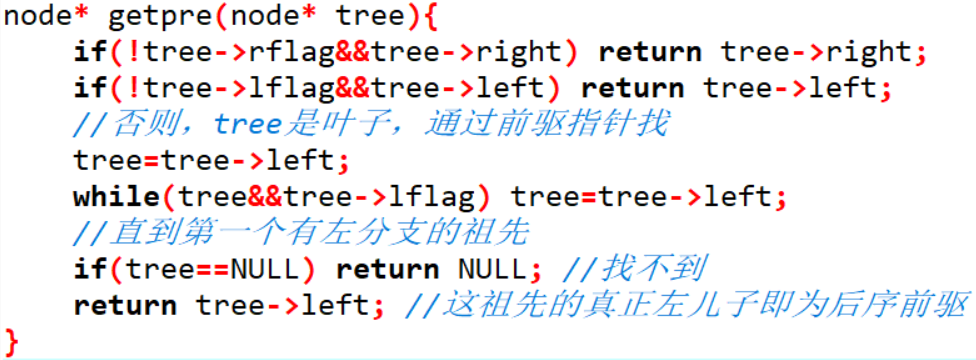 node* getpre(node* tree){
    if(!tree->rflag&&tree->right) return tree->right;
    if(!tree->lflag&&tree->left) return tree->left;
    //否则，tree是叶子，通过前驱指针找
    tree=tree->left;
    while(tree&&tree->lflag) tree=tree->left;
    //直到第一个有左分支的祖先
    if(tree==NULL) return NULL; //找不到
    return tree->left; //这祖先的真正左儿子即为后序前驱
}